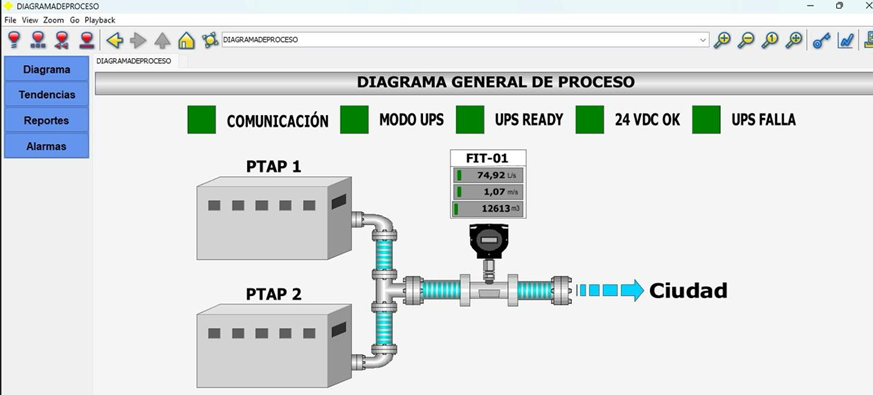 DIAGRAMADEPROCESO
File View Zoom Go Playback
DIAGRAMADEPROCESO
DIAGRAMADEPROCESO
Diagrama
Tendencias
Reportes
Alarmas
DIAGRAMA GENERAL DE PROCESO
COMUNICACIÓN MODO UPS UPS READY 24 VDC OK UPS FALLA
PTAP 1
FIT-01
74,92 L/s
1,07 m/s
12613 m3
PTAP 2
Ciudad